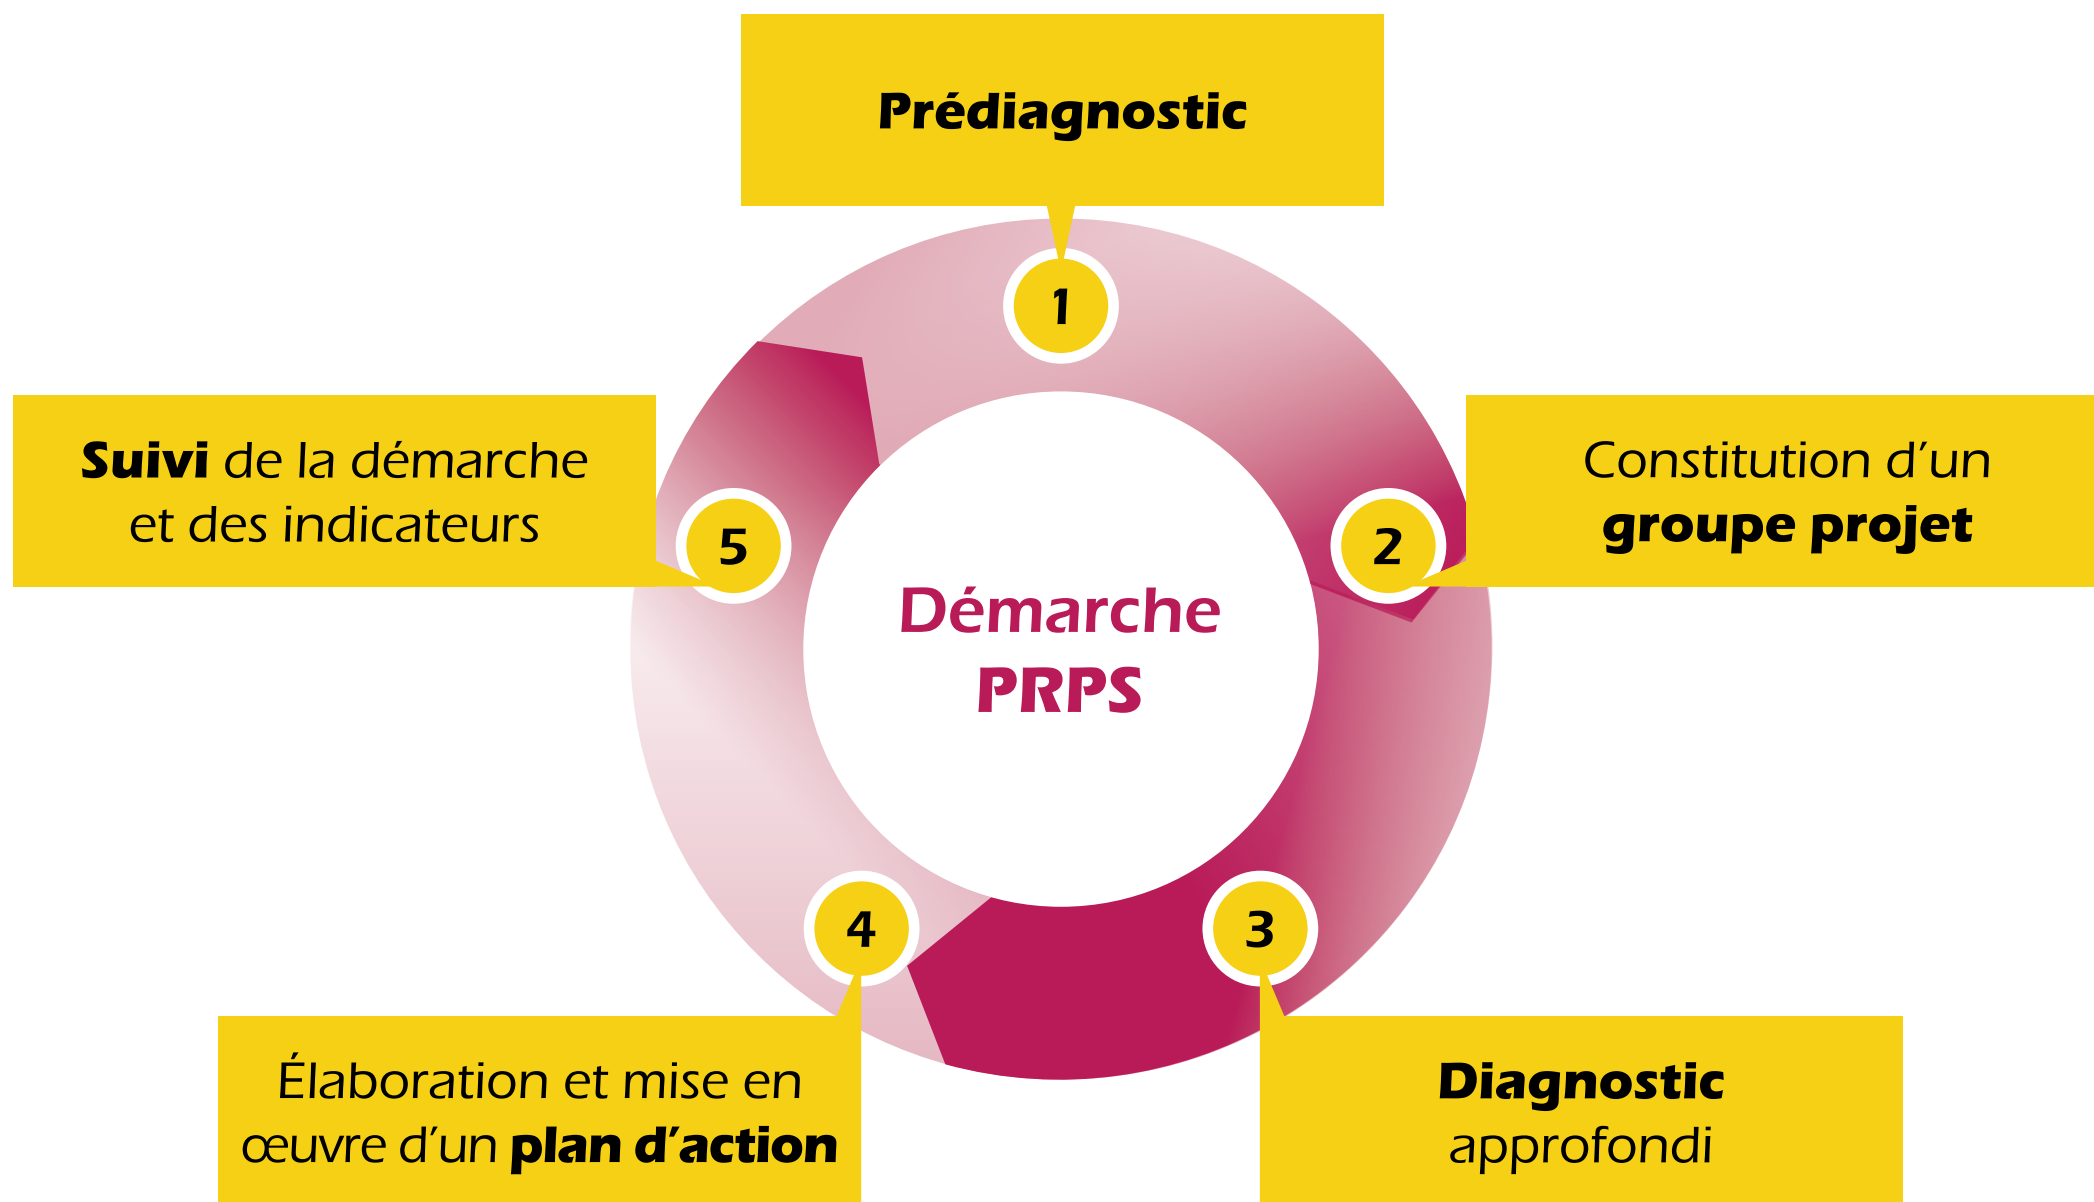 Prédiagnostic
1
Constitution d’un
groupe projet
2
Diagnostic
approfondi
3
Élaboration et mise en
œuvre d’un plan d’action
4
Suivi de la démarche
et des indicateurs
5
Démarche
PRPS